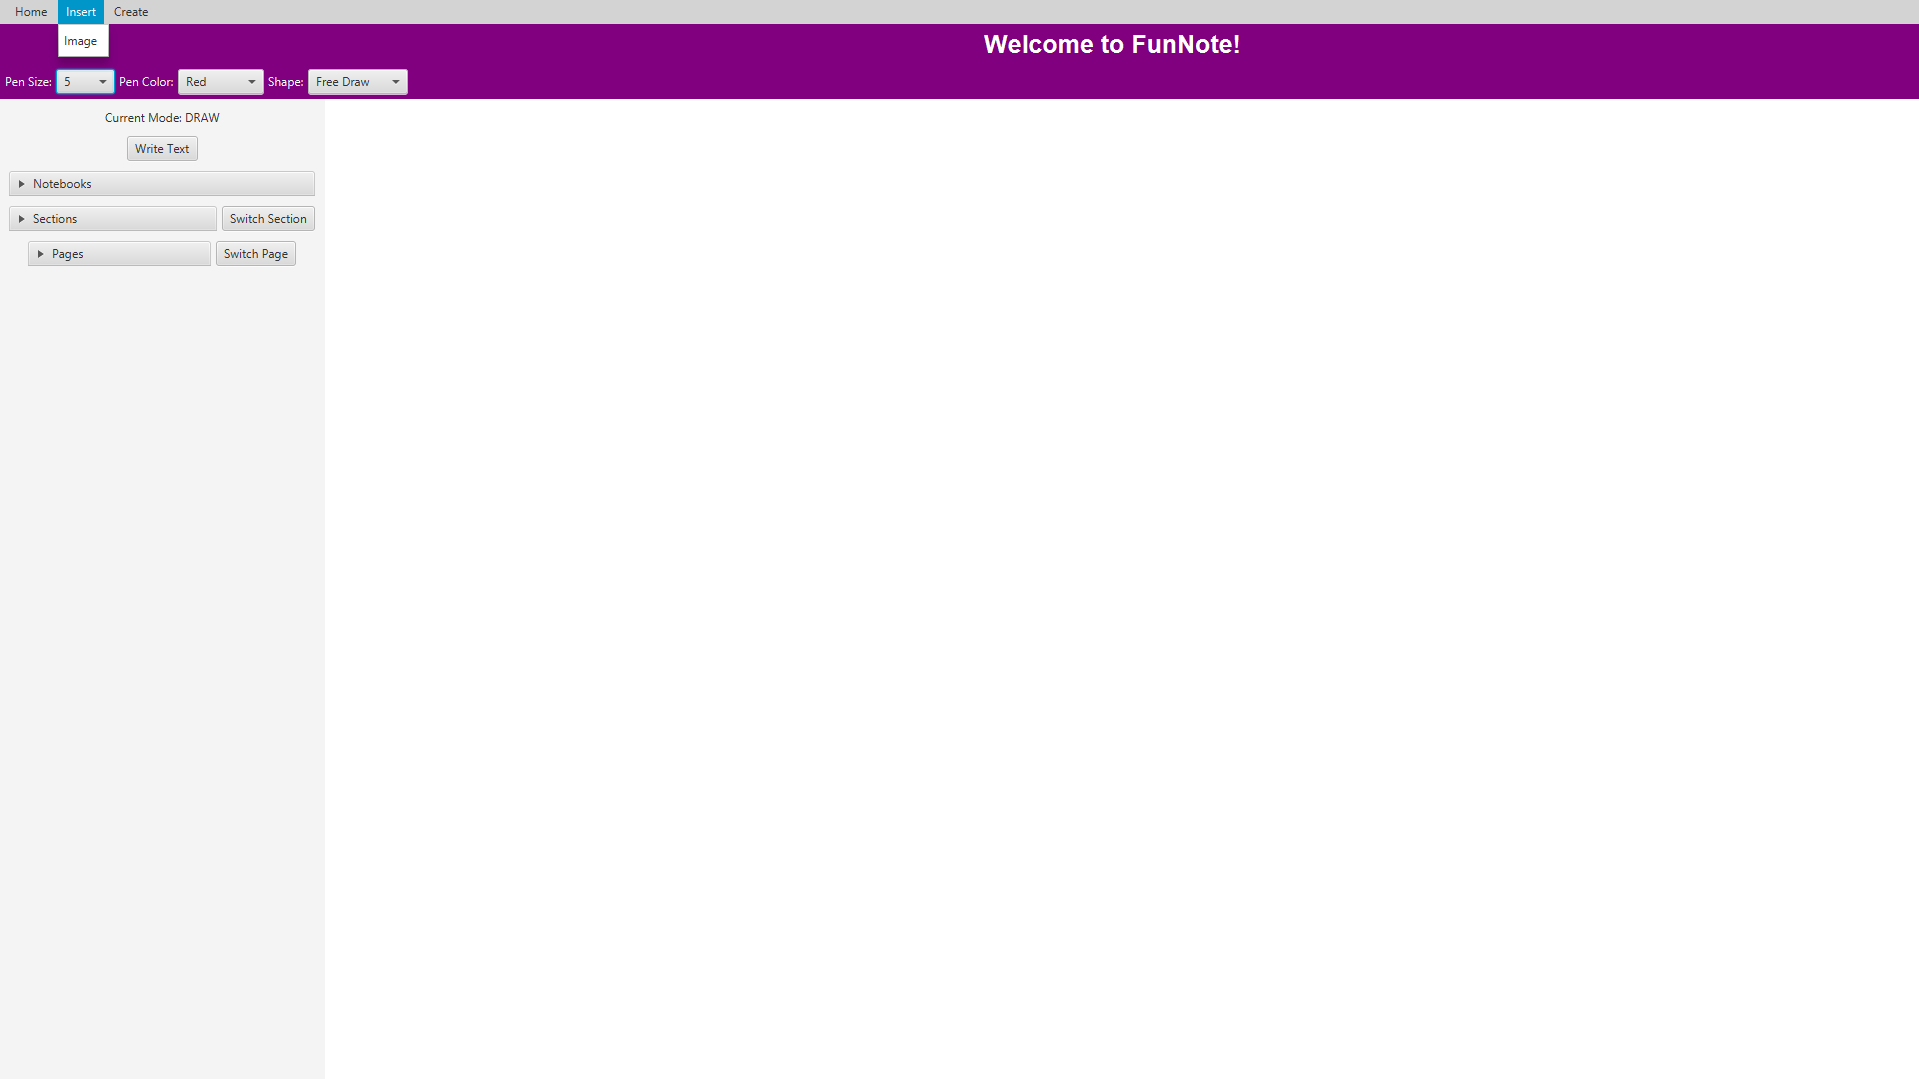 Home Insert Create
Image
Welcome to FunNote!
Pen Size: 5 Pen Color: Red Shape: Free Draw
Current Mode: DRAW
Write Text
Notebooks
Sections Switch Section
Pages Switch Page